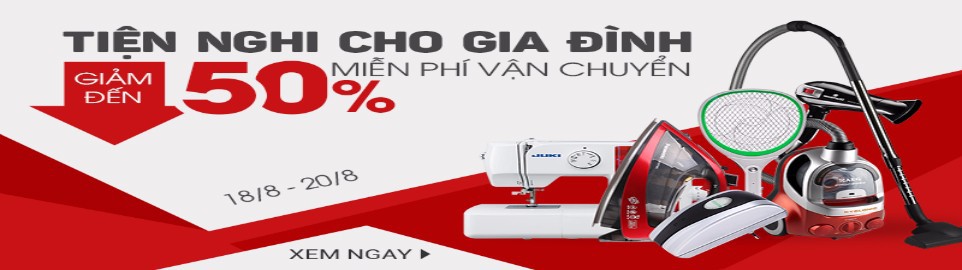 TIỆN NGHI CHO GIA ĐÌNH
GIẢM
ĐẾN
50%
MIỄN PHÍ VẬN CHUYỂN
18/8 - 20/8
JUKI
XEM NGAY